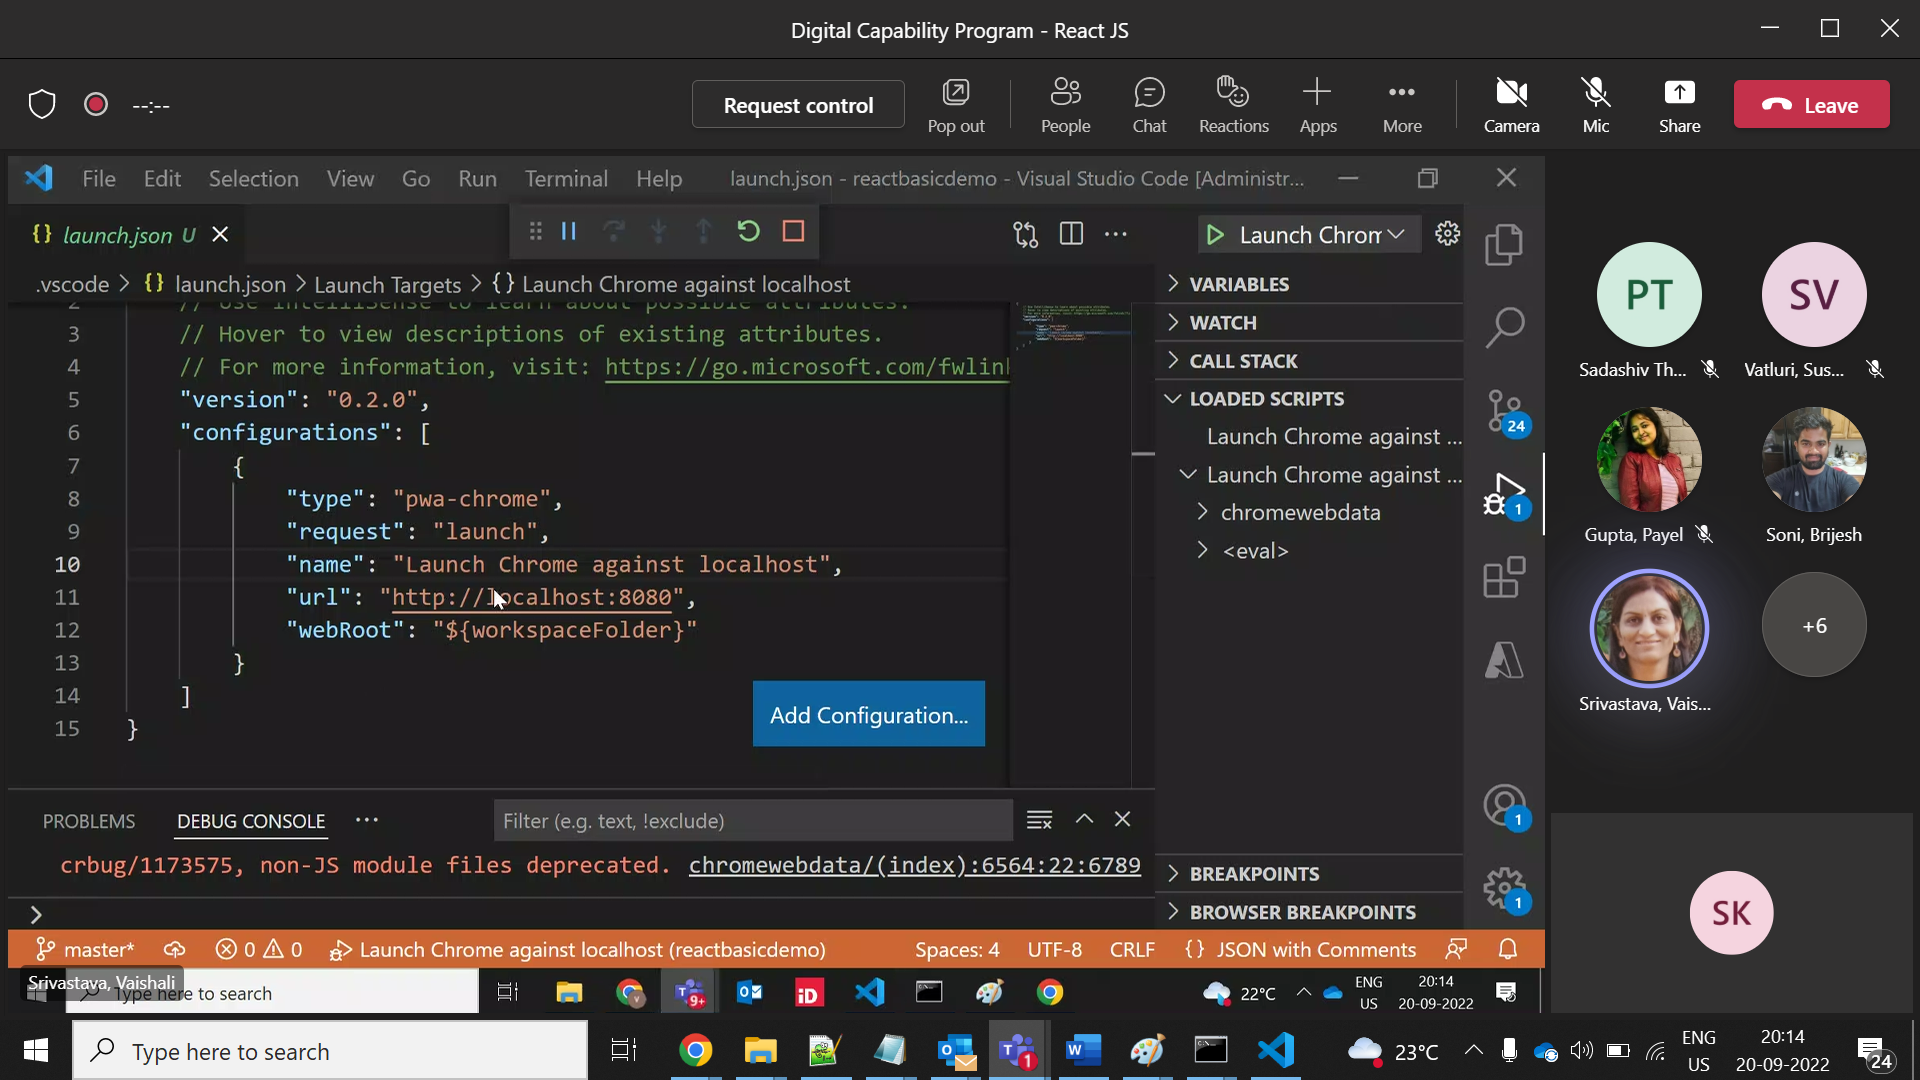 Digital Capability Program - React JS
--:--
Request control
Pop out
People
Chat
Reactions
Apps
More
Camera
Mic
Share
Leave
File Edit Selection View Go Run Terminal Help
launch.json - reactbasicdemo - Visual Studio Code [Administr...
{} launch.json U
Launch Chrom
.vscode > {} launch.json > Launch Targets > {} Launch Chrome against localhost
2 // Use IntelliSense to learn about possible attributes.
3 // Hover to view descriptions of existing attributes.
4 // For more information, visit: https://go.microsoft.com/fwlink
5 "version": "0.2.0",
6 "configurations": [
7 {
8 "type": "pwa-chrome",
9 "request": "launch",
10 "name": "Launch Chrome against localhost",
11 "url": "http://localhost:8080",
12 "webRoot": "${workspaceFolder}"
13 }
14 ]
15 }
Add Configuration...
VARIABLES
WATCH
CALL STACK
LOADED SCRIPTS
Launch Chrome against ...
Launch Chrome against ...
chromewebdata
<eval>
BREAKPOINTS
BROWSER BREAKPOINTS
24
1
1
1
PROBLEMS
DEBUG CONSOLE
Filter (e.g. text, !exclude)
crbug/1173575, non-JS module files deprecated. chromewebdata/(index):6564:22:6789
master*
0 0
Launch Chrome against localhost (reactbasicdemo)
Spaces: 4
UTF-8
CRLF
{} JSON with Comments
Srivastava, Vaishali
Type here to search
9+
iD
22°C
ENG
US
20:14
20-09-2022
PT
Sadashiv Th...
SV
Vatluri, Sus...
Gupta, Payel
Soni, Brijesh
Srivastava, Vais...
+6
SK
Type here to search
1
W
23°C
ENG
US
20:14
20-09-2022
24